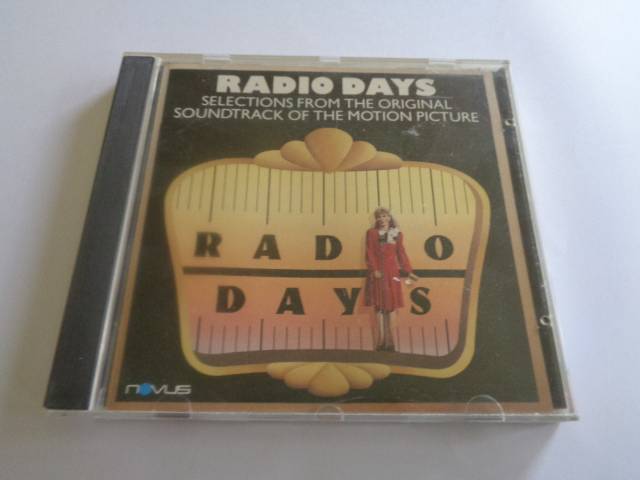 RADIO DAYS
SELECTIONS FROM THE ORIGINAL
SOUNDTRACK OF THE MOTION PICTURE
RADIO
DAYS
NOVUS